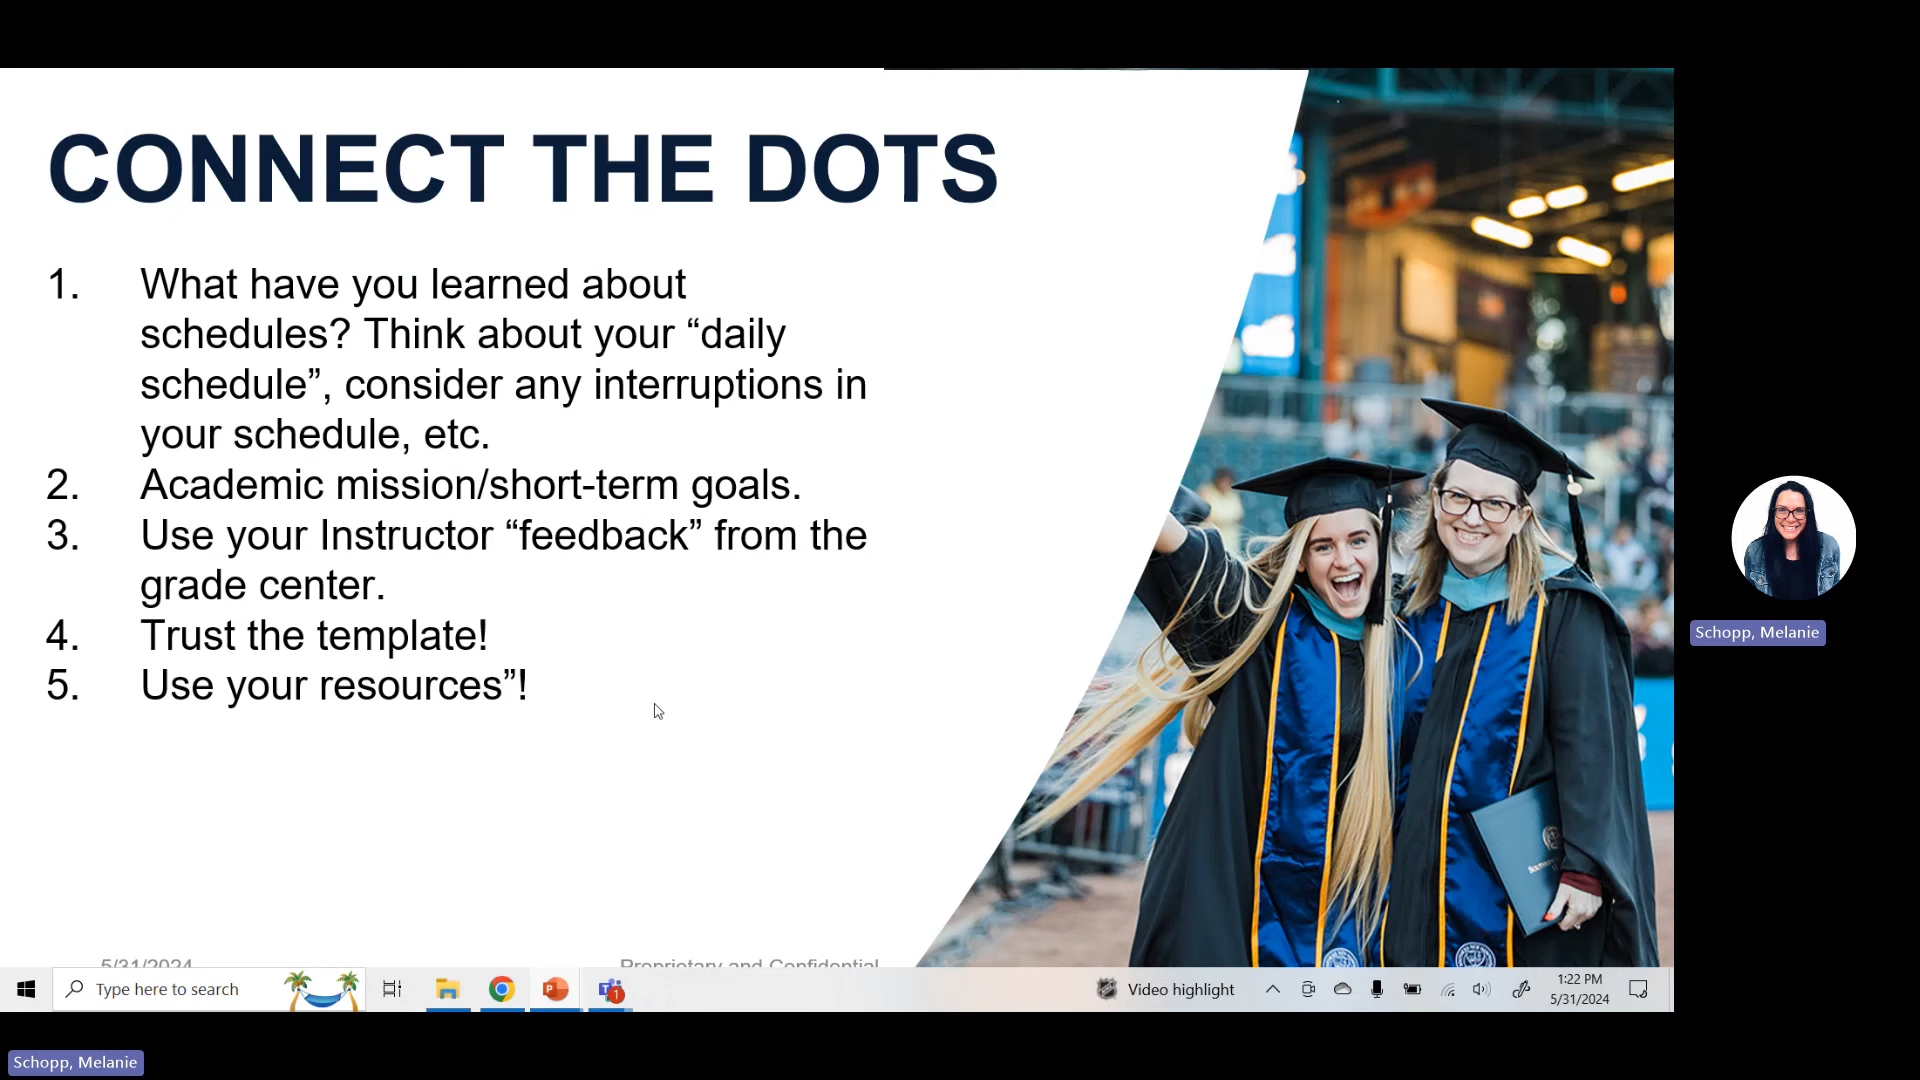 CONNECT THE DOTS
1. What have you learned about
schedules? Think about your “daily
schedule”, consider any interruptions in
your schedule, etc.
2. Academic mission/short-term goals.
3. Use your Instructor “feedback” from the
grade center.
4. Trust the template!
5. Use your resources”!
5/31/2024
Proprietary and Confidential
Schopp, Melanie
Type here to search
1
Video highlight
1:22 PM
5/31/2024
Schopp, Melanie